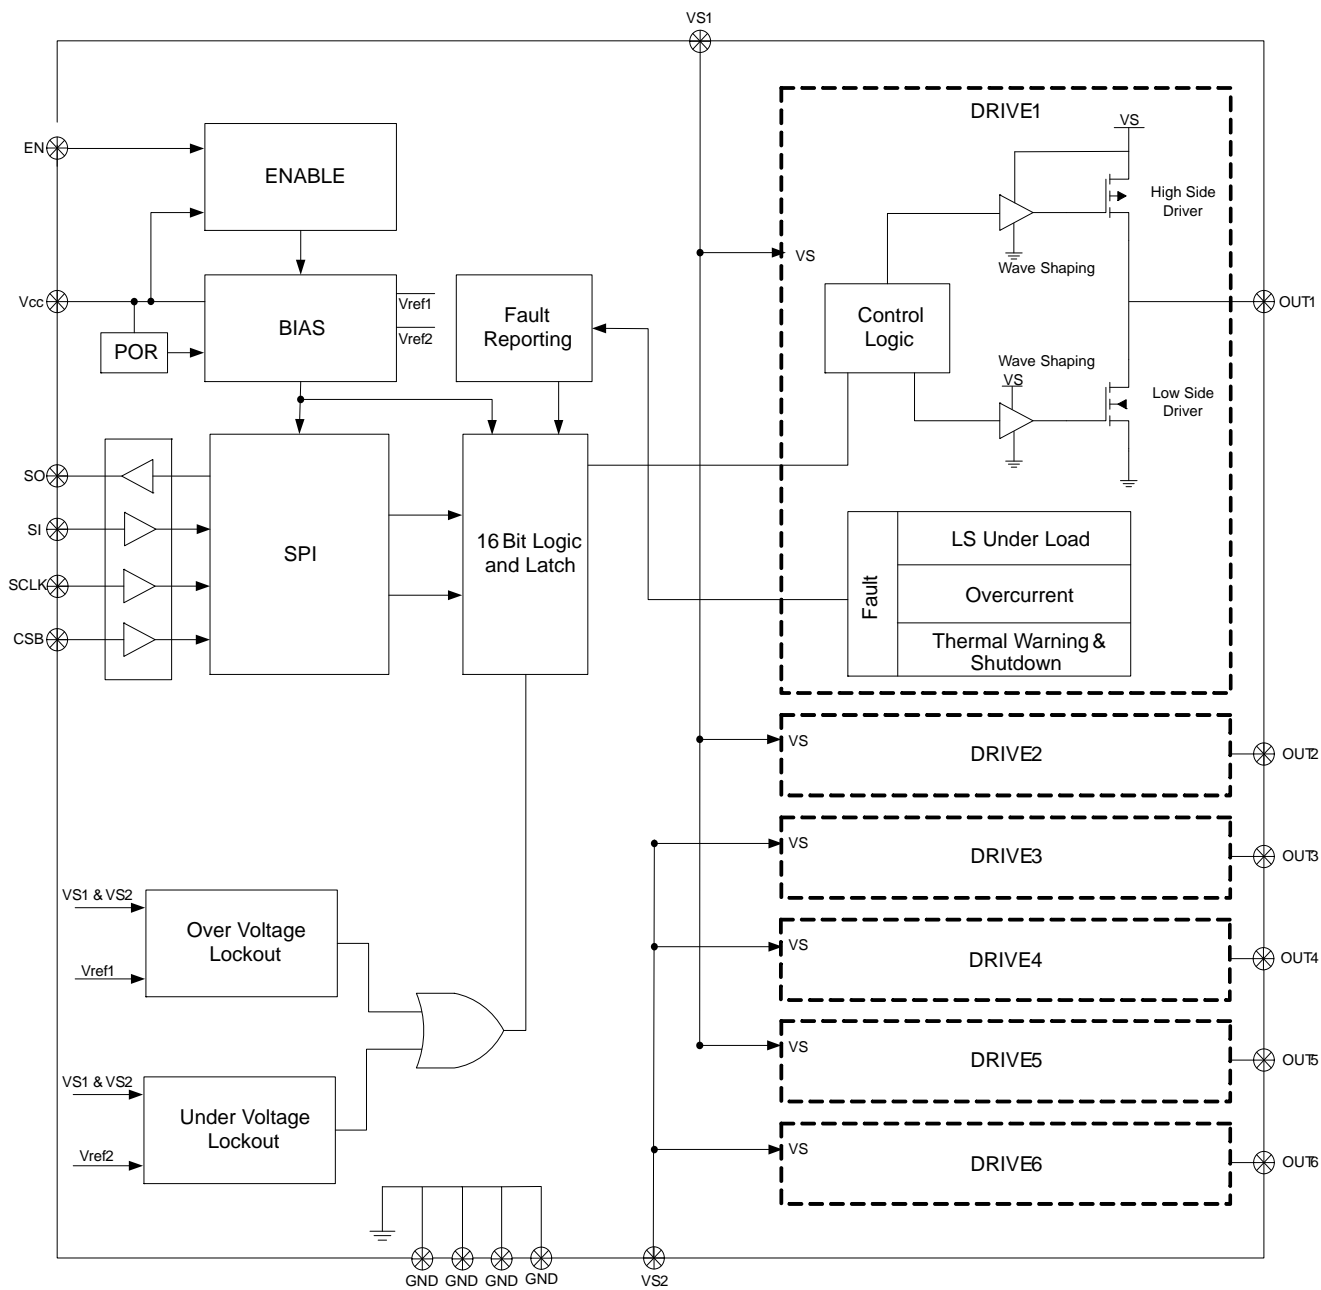 VS1
DRIVE1
VS
EN
ENABLE
High Side
Driver
VS
Wave Shaping
Vcc
Vref1
OUT1
BIAS
Vref2
Fault
Reporting
Control
Logic
POR
Wave Shaping
VS
Low Side
Driver
SO
SI
SPI
16 Bit Logic
and Latch
LS Under Load
SCLK
Fault
Overcurrent
CSB
Thermal Warning &
Shutdown
VS
DRIVE2
OUT2
VS
DRIVE3
OUT3
VS1 & VS2
Over Voltage
Lockout
Vref1
VS
DRIVE4
OUT4
VS
DRIVE5
OUT5
VS1 & VS2
Under Voltage
Lockout
Vref2
VS
DRIVE6
OUT6
GND
GND
GND
GND
VS2